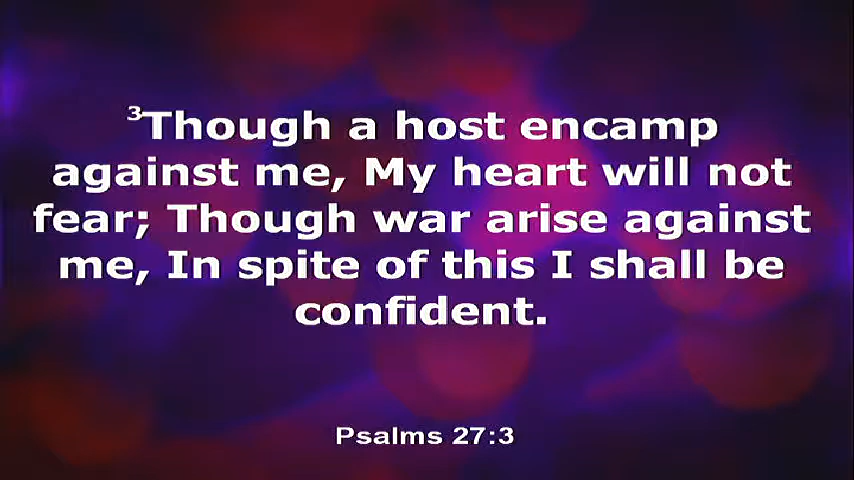 ³Though a host encamp
against me, My heart will not
fear; Though war arise against
me, In spite of this I shall be
confident.
Psalms 27:3